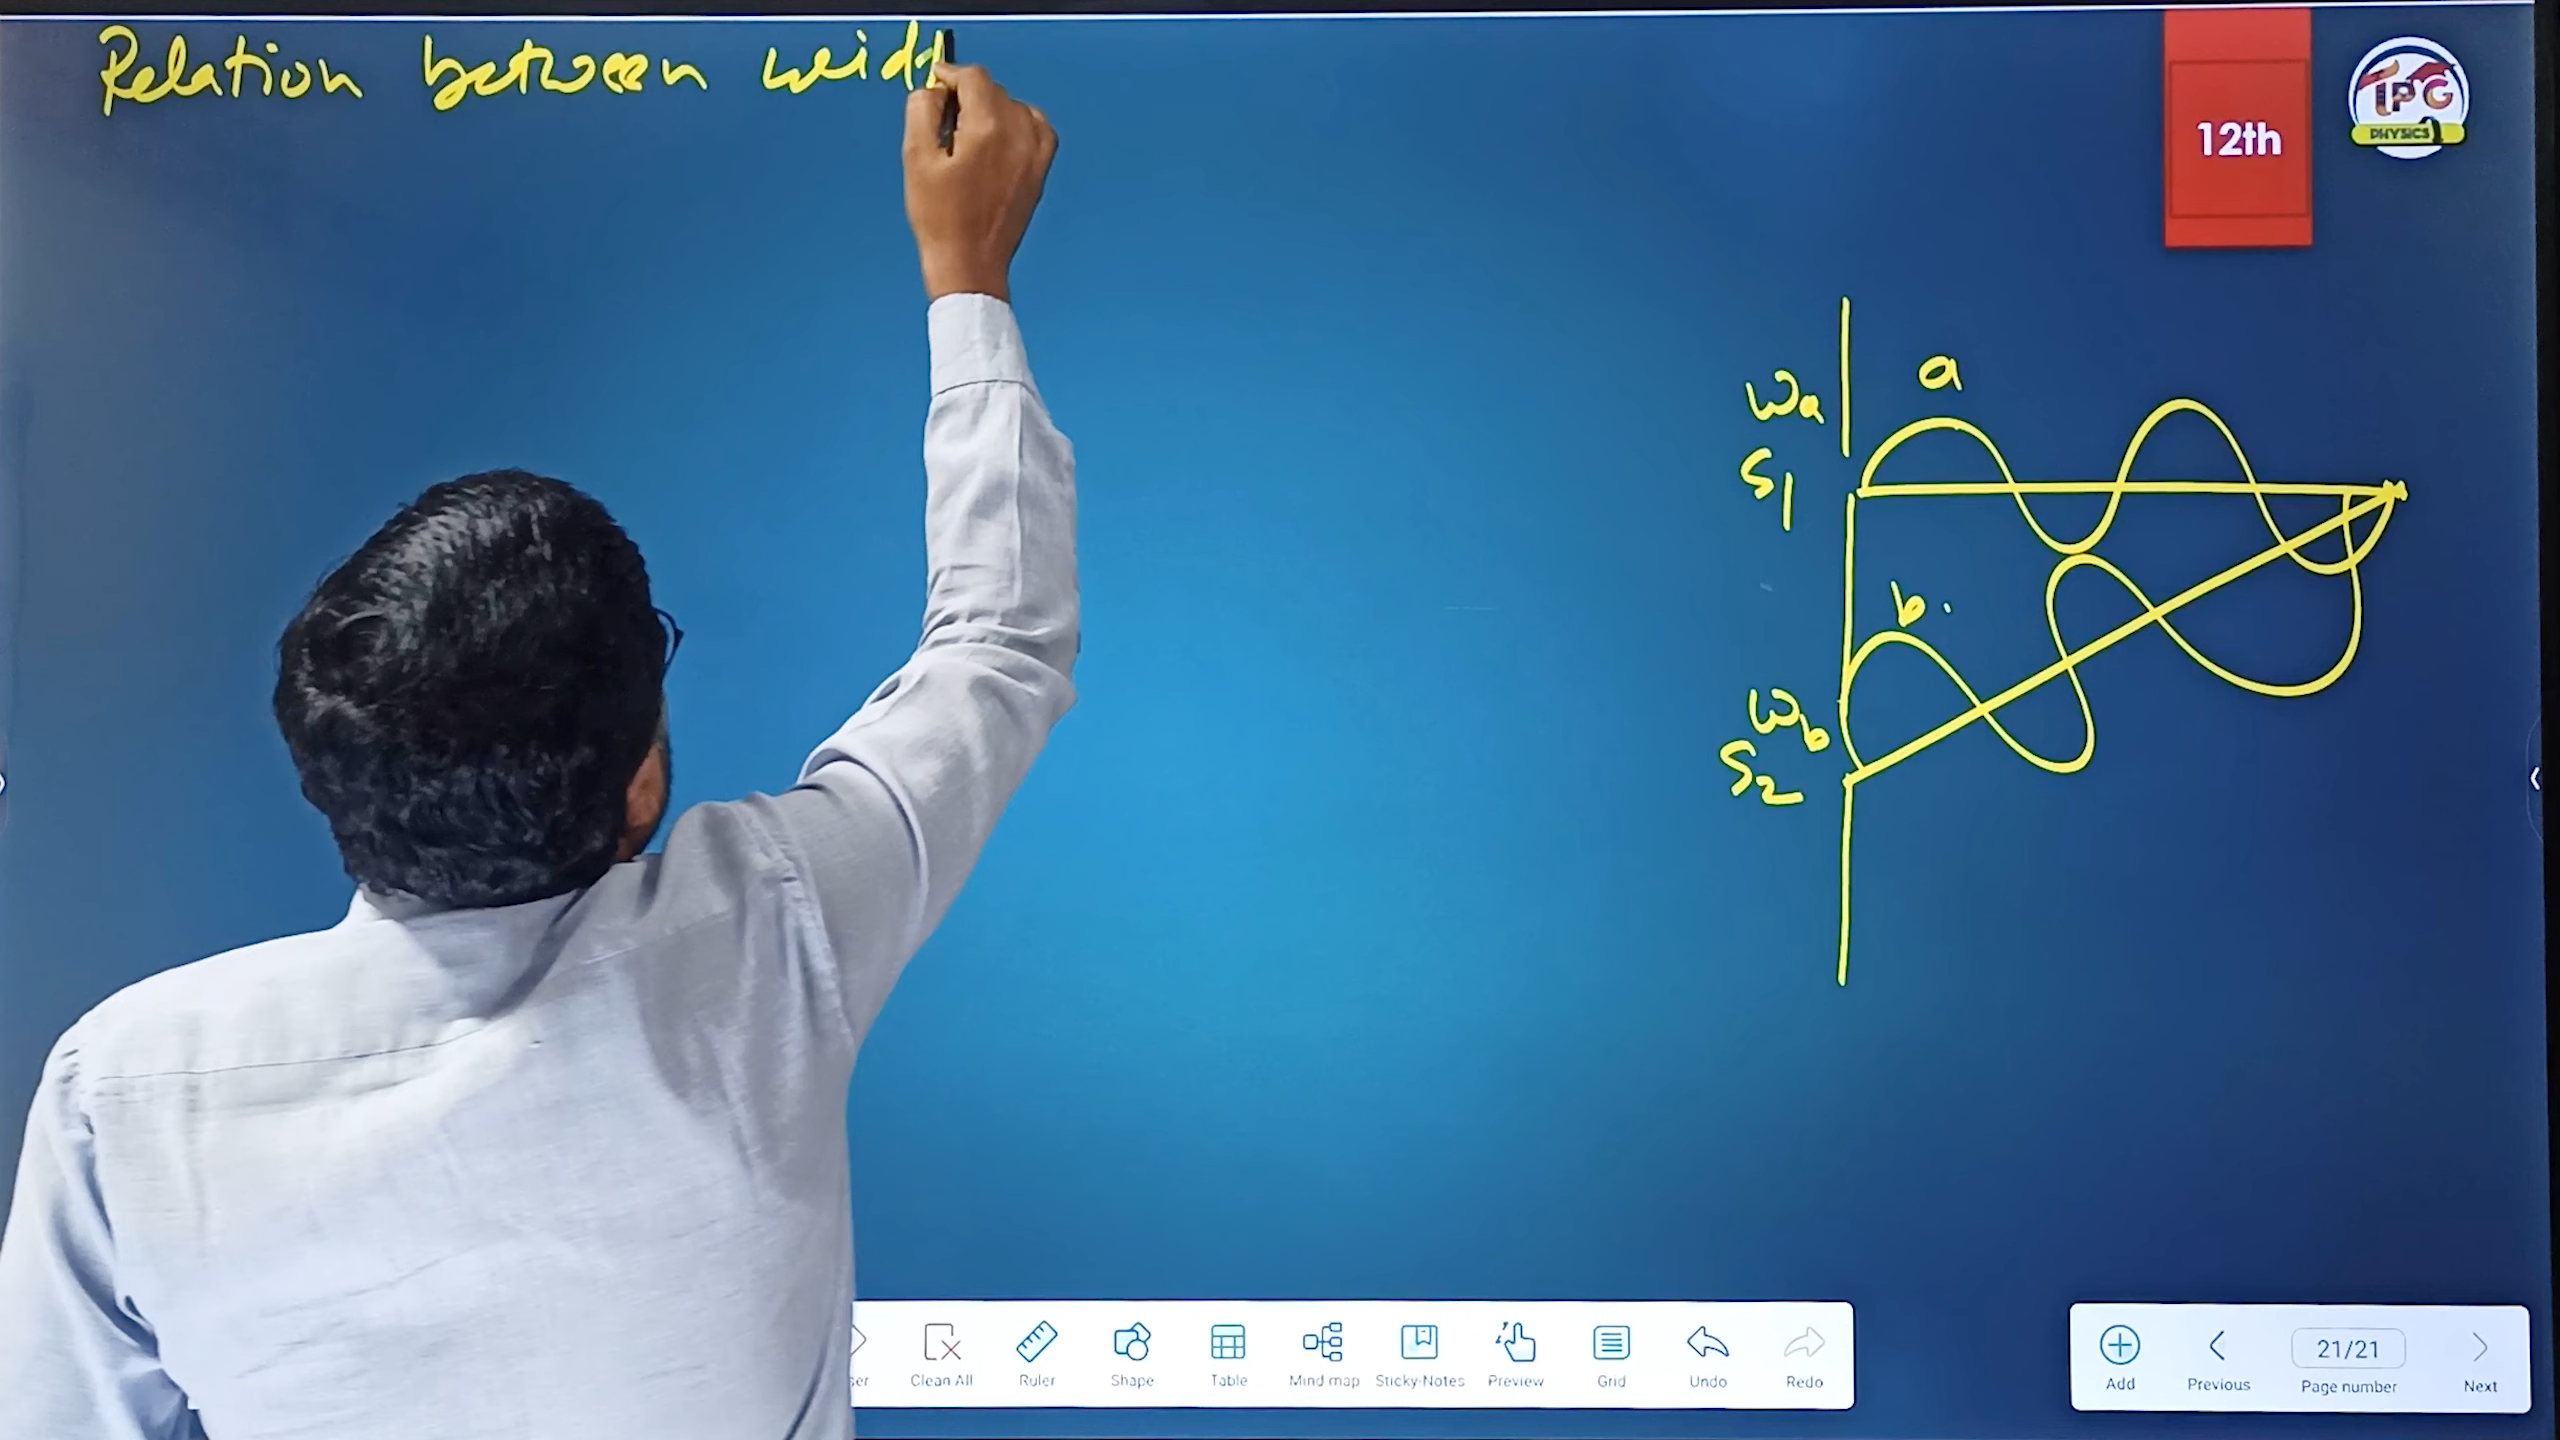 Relation between
12th
TPG
PHYSICS
a
Wa
S1
b
Wb
S2
Clean All
Ruler
Shape
Table
Mind map
Sticky-Notes
Preview
Grid
Undo
Redo
Add
Previous
21/21
Page number
Next